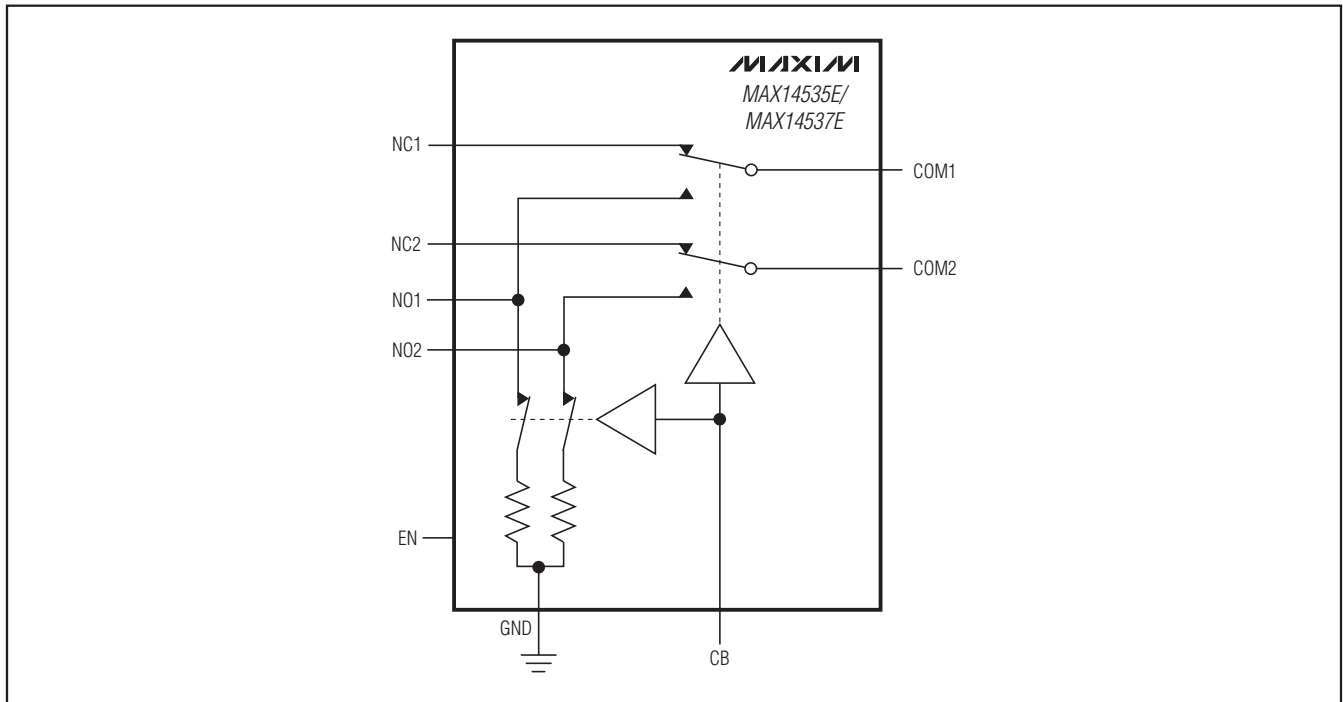 MAXIM
MAX14535E/
MAX14537E
NC1
COM1
NC2
COM2
NO1
NO2
EN
GND
CB